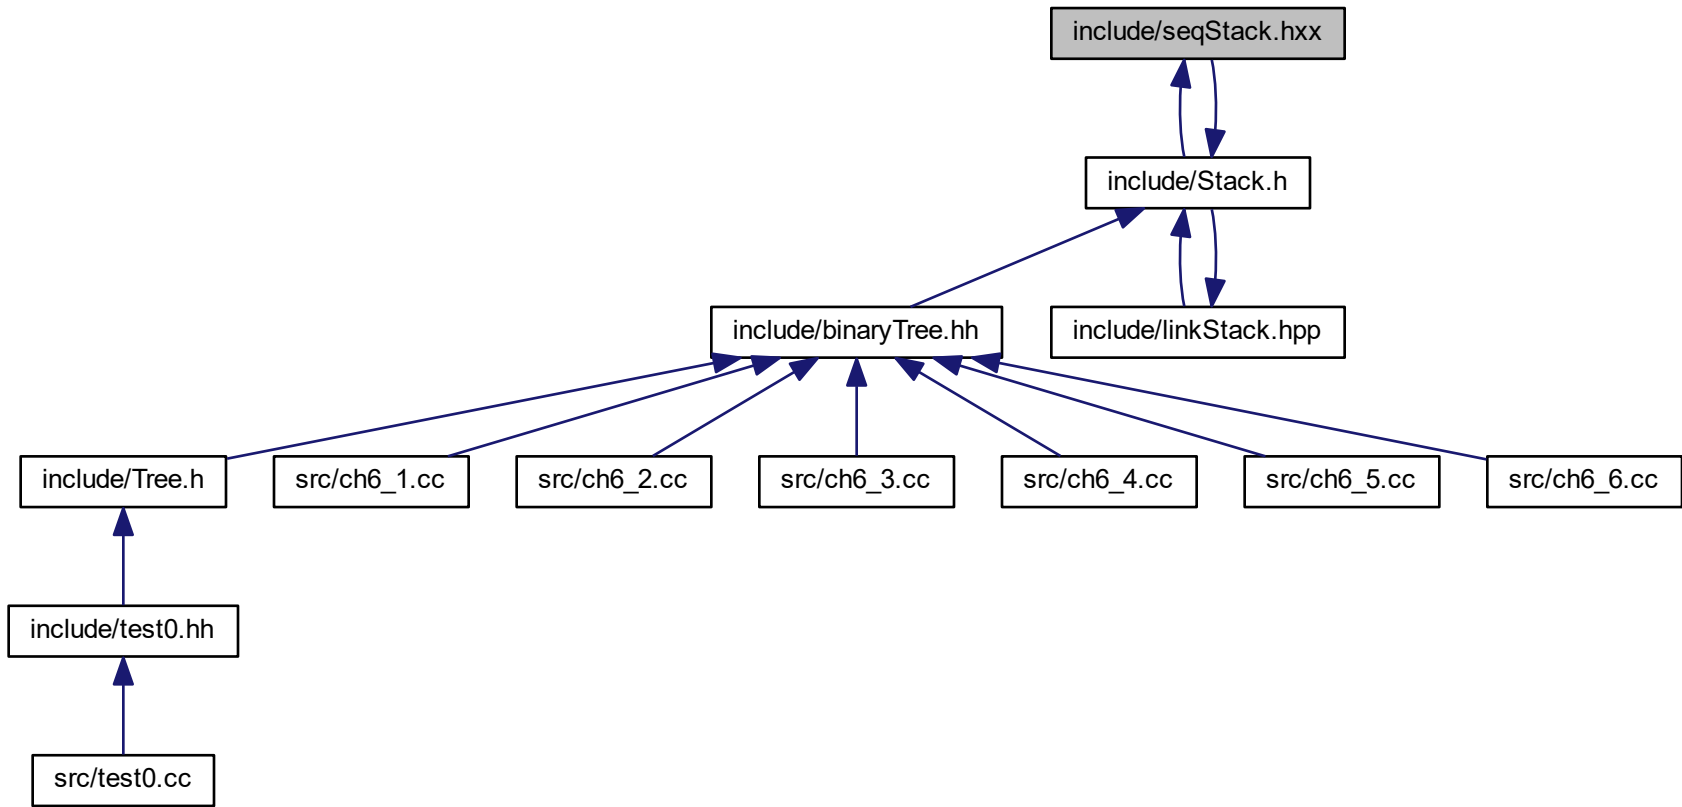 include/seqStack.hxx
include/Stack.h
include/binaryTree.hh
include/linkStack.hpp
include/Tree.h
src/ch6_1.cc
src/ch6_2.cc
src/ch6_3.cc
src/ch6_4.cc
src/ch6_5.cc
src/ch6_6.cc
include/test0.hh
src/test0.cc